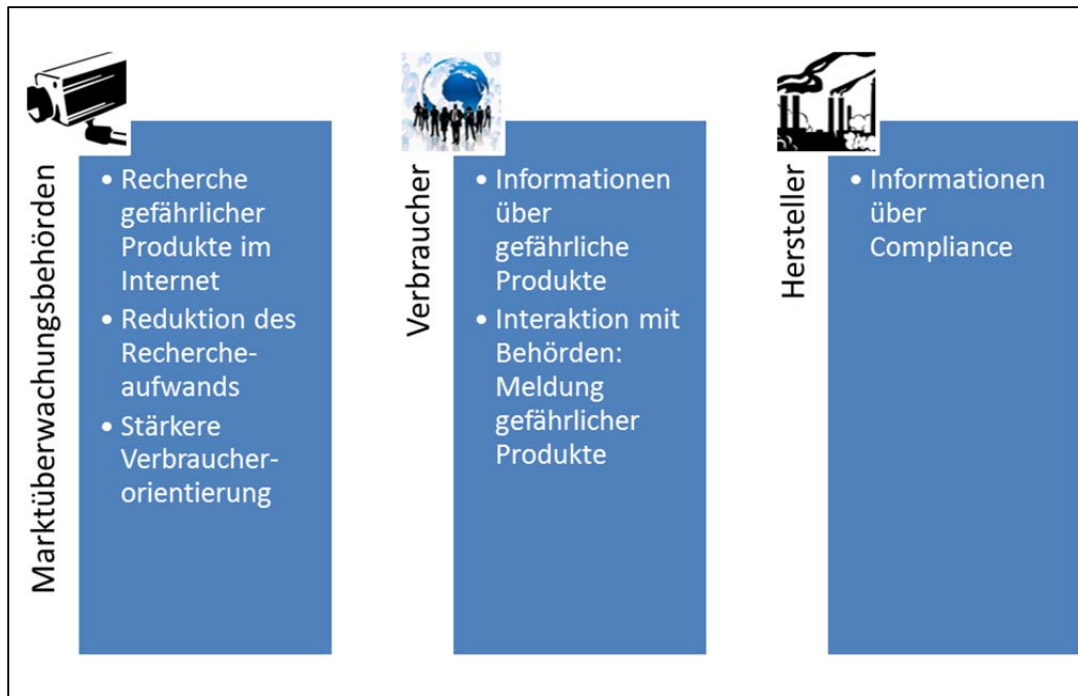 Marktüberwachungsbehörden
• Recherche
gefährlicher
Produkte im
Internet
• Reduktion des
Recherche-
aufwands
• Stärkere
Verbraucher-
orientierung
Verbraucher
• Informationen
über
gefährliche
Produkte
• Interaktion mit
Behörden:
Meldung
gefährlicher
Produkte
Hersteller
• Informationen
über
Compliance